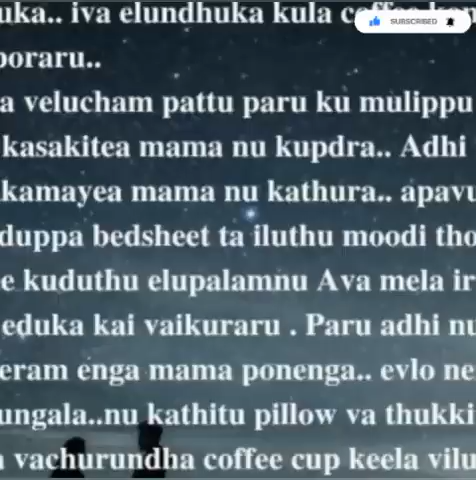 uka.. iva elundhuka kula coffee
SUBSCRIBED
poraru..
a velucham pattu paru ku mulippu
kasakitea mama nu kupdra.. Adhi
kamayea mama nu kathura.. apavu
duppa bedsheet ta iluthu moodi tho
e kuduthu elupalamnu Ava mela ir
eduka kai vaikuraru . Paru adhi nu
eram enga mama ponenga.. evlo ne
ungala..nu kathitu pillow va thukki
vachurundha coffee cup keela vilu